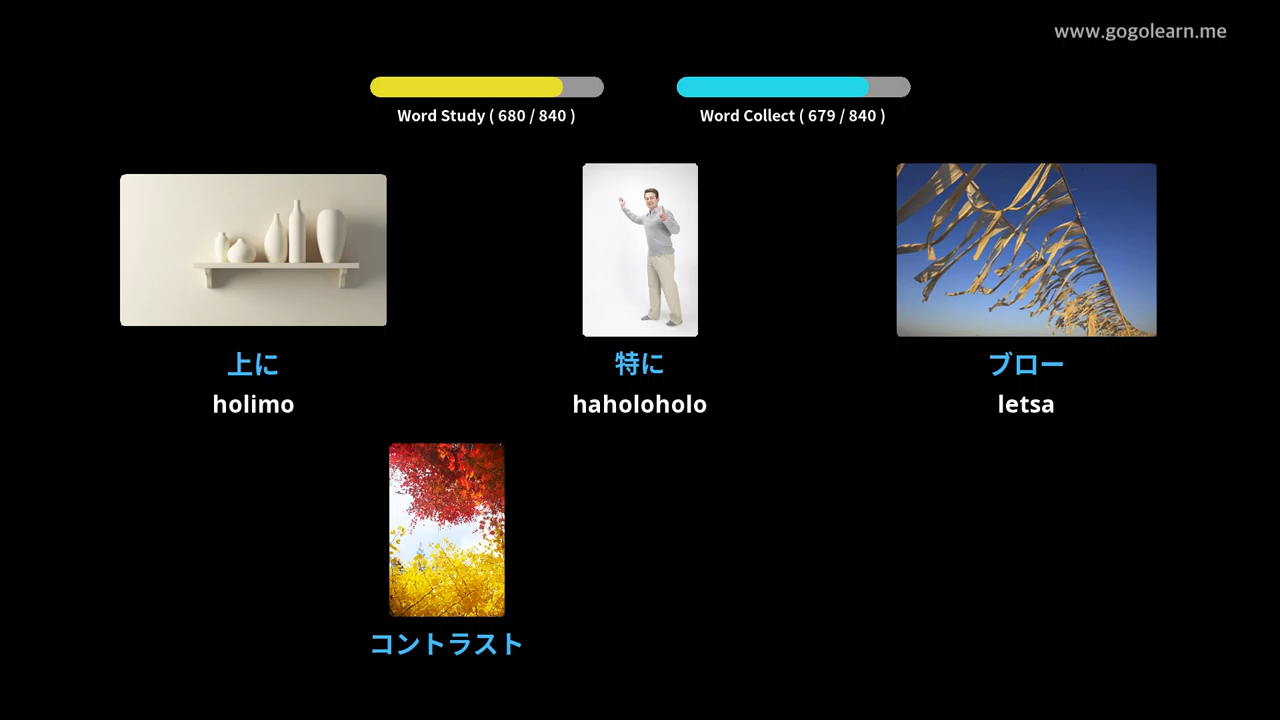 www.gogolearn.me
Word Study ( 680 / 840 )
Word Collect ( 679 / 840 )
上に
holimo
特に
haholoholo
ブロー
letsa
コントラスト